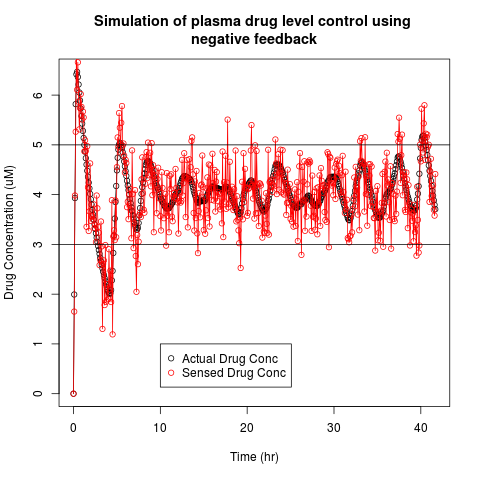 Simulation of plasma drug level control using
negative feedback
Drug Concentration (uM)
6
5
4
3
2
1
0
Actual Drug Conc
Sensed Drug Conc
0 10 20 30 40
Time (hr)